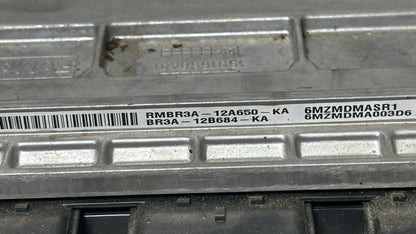 RMBR3A-12A650-KA 6MZMDMASR1
BR3A-12B684-KA 6MZMDMA003D6